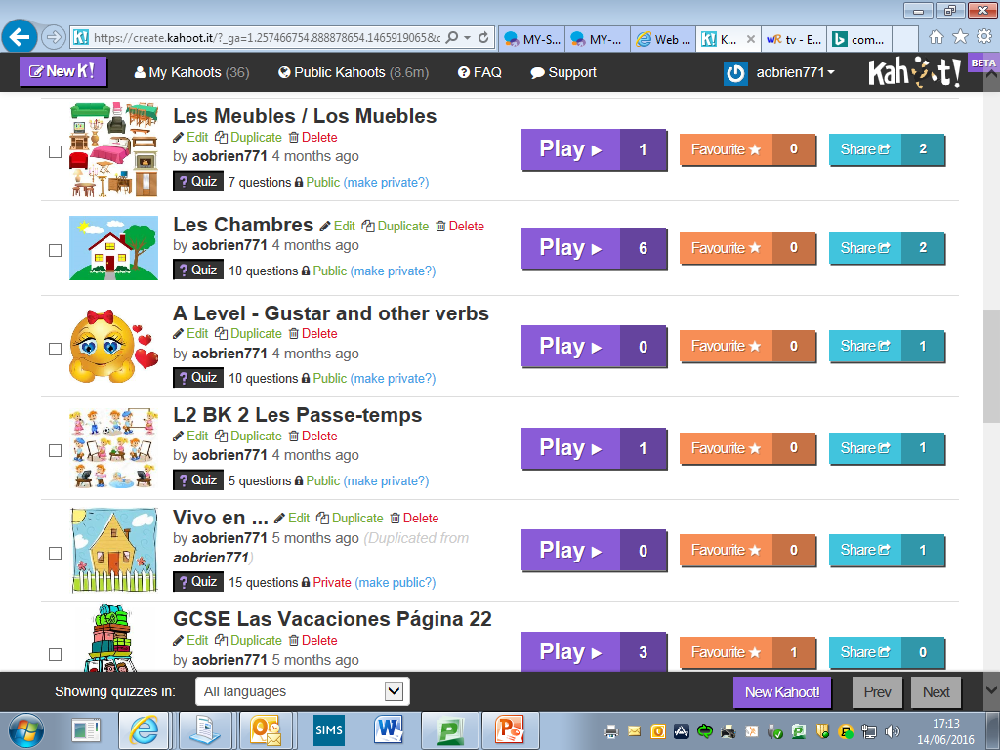 https://create.kahoot.it/?_ga=1.257466754.888878654.1465919065&c
MY-S... MY-... Web ... K... tv - E... com...
New K! My Kahoots (36) Public Kahoots (8.6m) FAQ Support aobrien771 Kahoot! BETA
Les Meubles / Los Muebles
Edit Duplicate Delete
by aobrien771 4 months ago
Quiz 7 questions Public (make private?)
Play 1 Favourite 0 Share 2
Les Chambres Edit Duplicate Delete
by aobrien771 4 months ago
Quiz 10 questions Public (make private?)
Play 6 Favourite 0 Share 2
A Level - Gustar and other verbs
Edit Duplicate Delete
by aobrien771 4 months ago
Quiz 10 questions Public (make private?)
Play 0 Favourite 0 Share 1
L2 BK 2 Les Passe-temps
Edit Duplicate Delete
by aobrien771 4 months ago
Quiz 5 questions Public (make private?)
Play 1 Favourite 0 Share 1
Vivo en ... Edit Duplicate Delete
by aobrien771 5 months ago (Duplicated from
aobrien771)
Quiz 15 questions Private (make public?)
Play 0 Favourite 0 Share 1
GCSE Las Vacaciones Página 22
Edit Duplicate Delete
by aobrien771 5 months ago
Play 3 Favourite 1 Share 0
Showing quizzes in: All languages New Kahoot! Prev Next
SIMS
17:13
14/06/2016